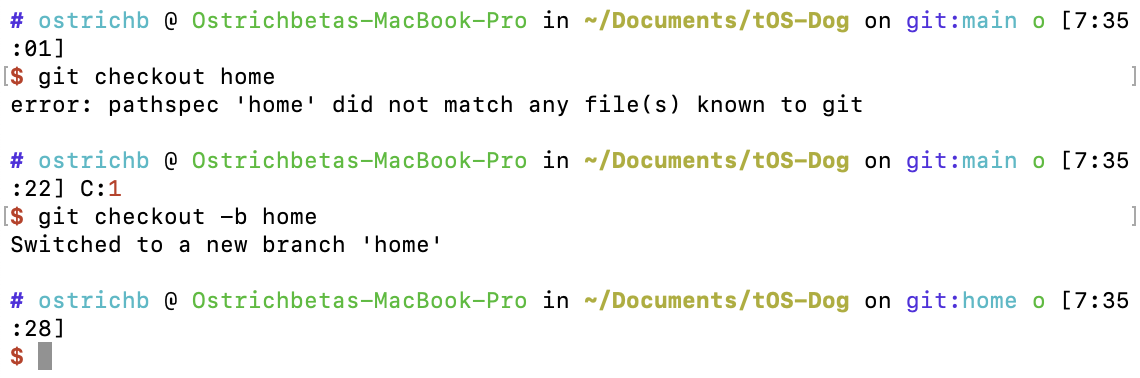 # ostrichb @ Ostrichbetas-MacBook-Pro in ~/Documents/tOS-Dog on git:main o [7:35
:01]
[$ git checkout home ]
error: pathspec 'home' did not match any file(s) known to git
# ostrichb @ Ostrichbetas-MacBook-Pro in ~/Documents/tOS-Dog on git:main o [7:35
:22] C:1
[$ git checkout -b home ]
Switched to a new branch 'home'
# ostrichb @ Ostrichbetas-MacBook-Pro in ~/Documents/tOS-Dog on git:home o [7:35
:28]
$